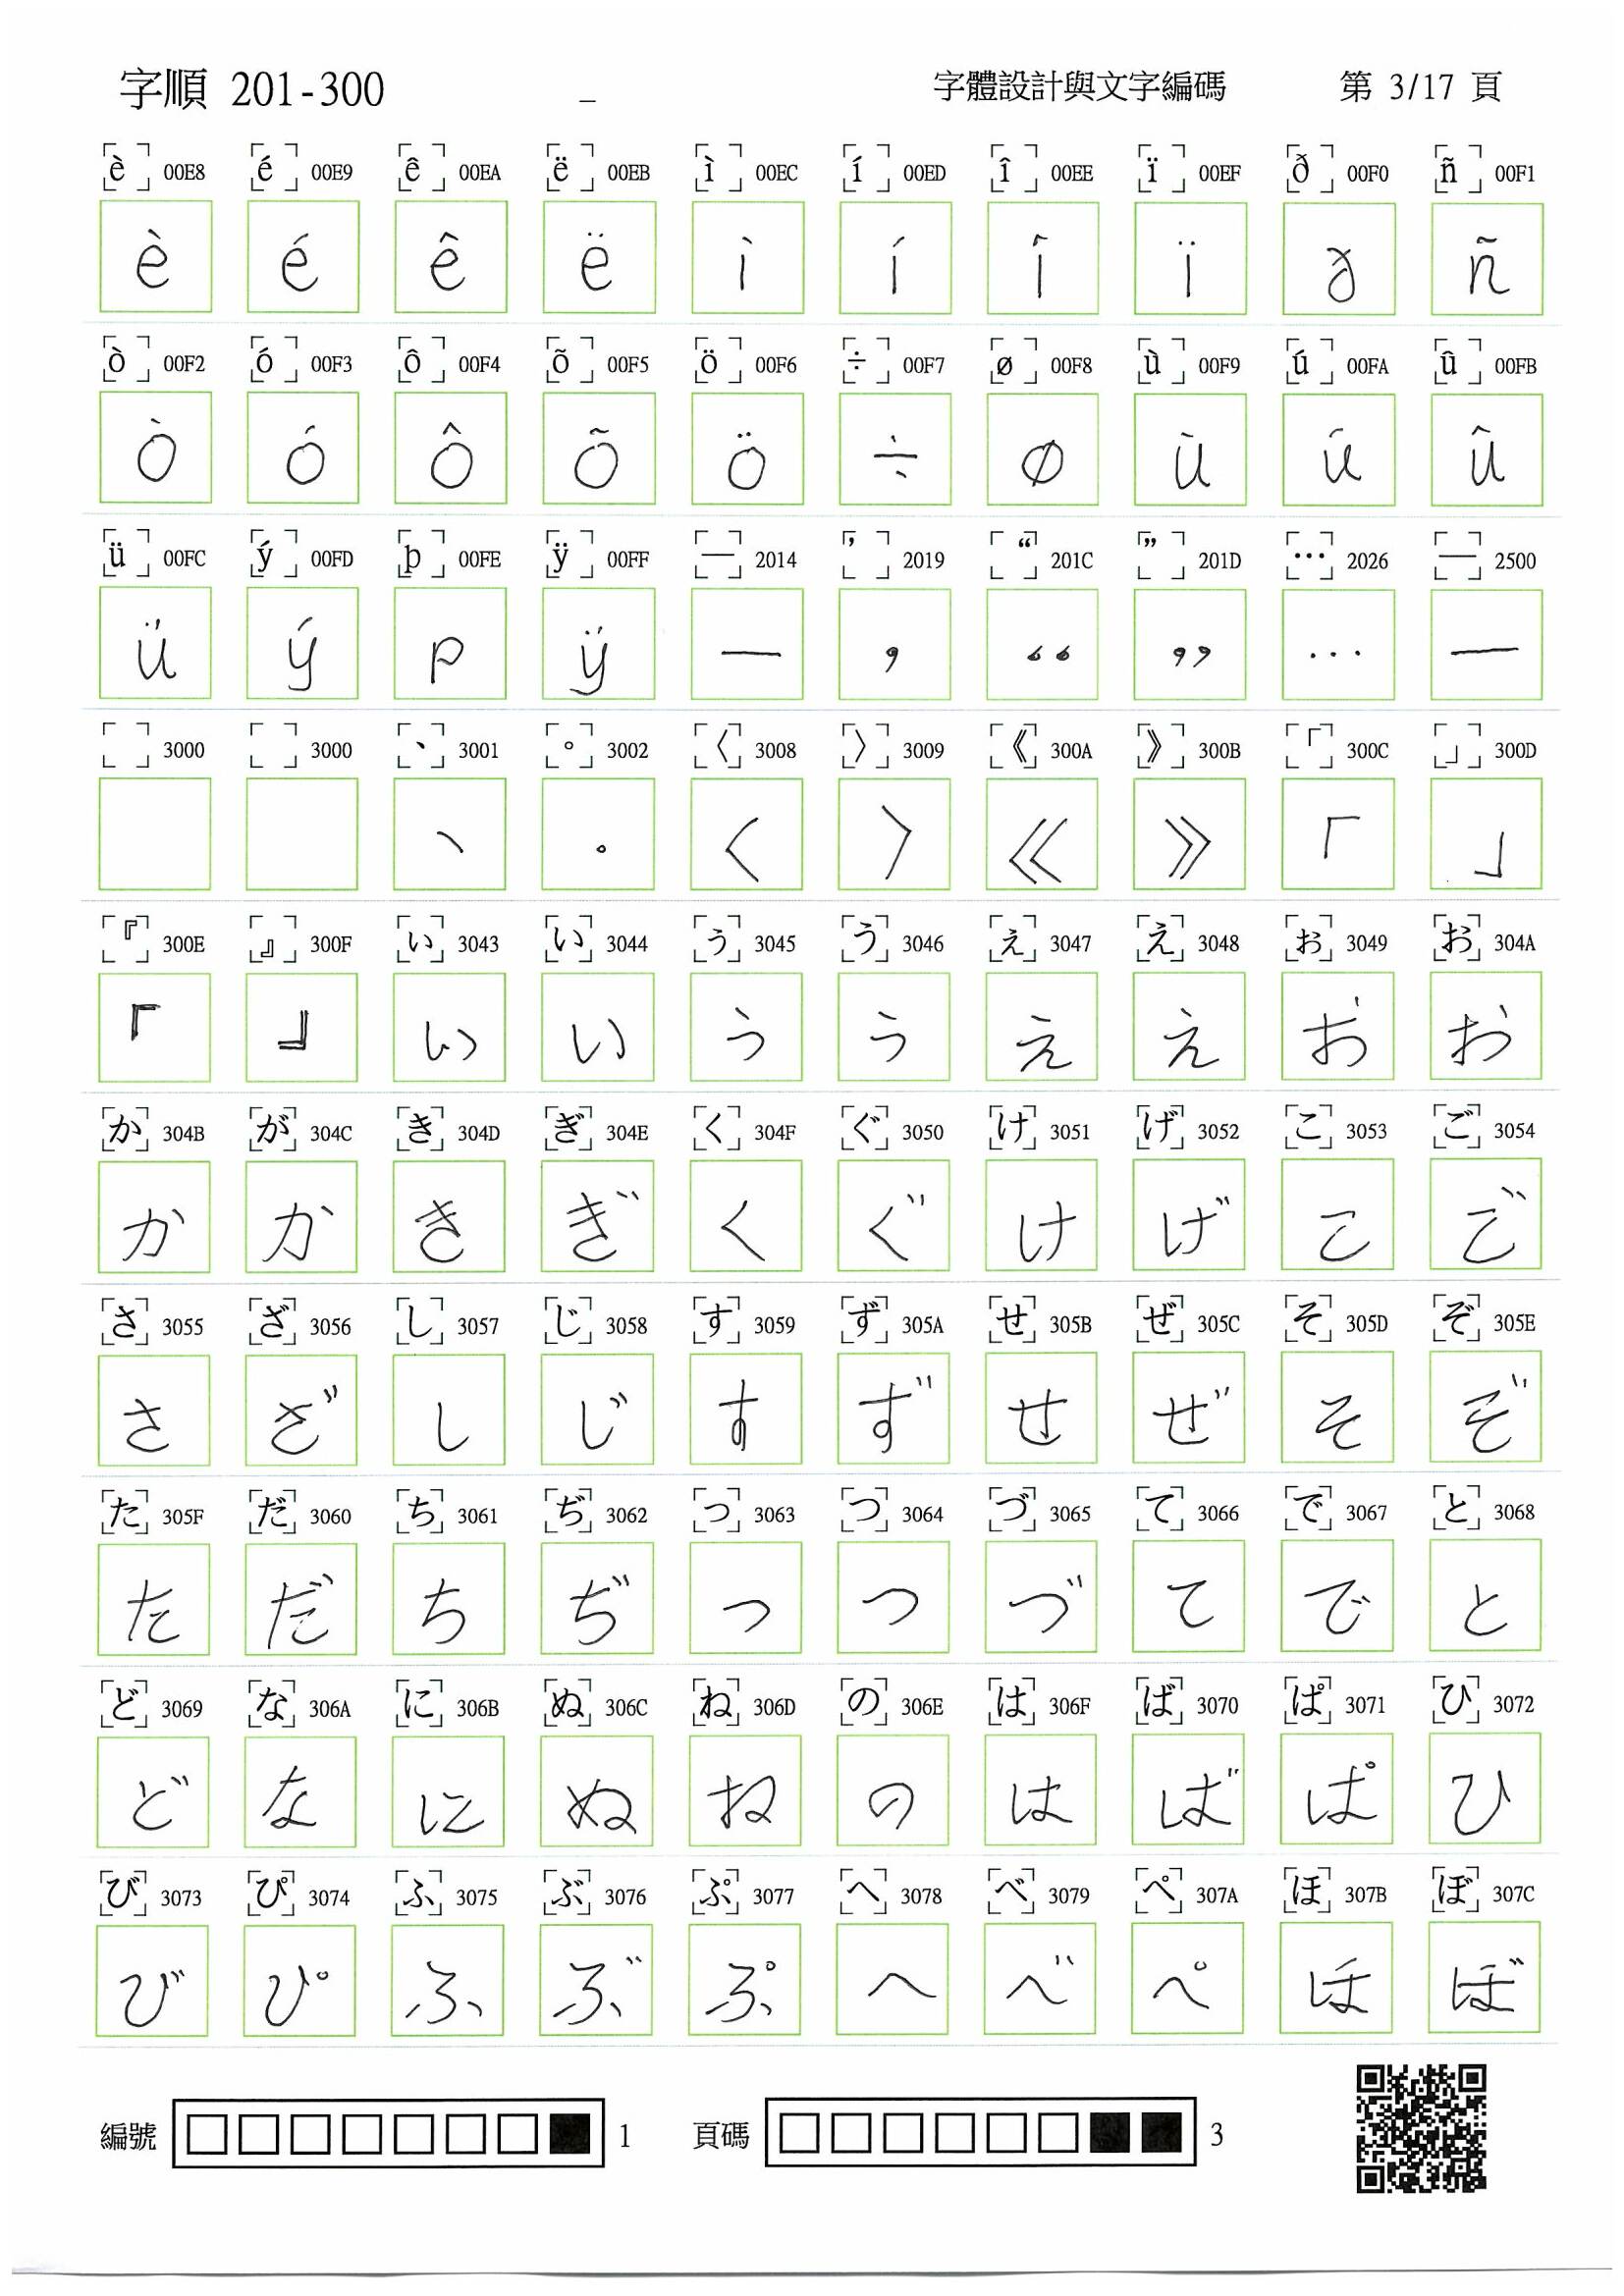 字順 201-300 _ 字體設計與文字編碼 第 3/17 頁
è 00E8 é 00E9 ê 00EA ë 00EB ì 00EC í 00ED î 00EE ï 00EF ð 00F0 ñ 00F1
è é ê ë ì í î ï ð ñ
ò 00F2 ó 00F3 ô 00F4 õ 00F5 ö 00F6 ÷ 00F7 ø 00F8 ù 00F9 ú 00FA û 00FB
ò ó ô õ ö ÷ ø ù ú û
ü 00FC ý 00FD þ 00FE ÿ 00FF — 2014 ’ 2019 “ 201C ” 201D … 2026 ─ 2500
ü ý p ÿ — ’ “ ” … ─
3000 3000 、 3001 。 3002 〈 3008 〉 3009 《 300A 》 300B 「 300C 」 300D
、 。 〈 〉 《 》 「 」
『 300E 』 300F ぃ 3043 い 3044 ぅ 3045 う 3046 ぇ 3047 え 3048 ぉ 3049 お 304A
『 』 ぃ い ぅ う ぇ え ぉ お
か 304B が 304C き 304D ぎ 304E く 304F ぐ 3050 け 3051 げ 3052 こ 3053 ご 3054
か か き ぎ く ぐ け げ こ ご
さ 3055 ざ 3056 し 3057 じ 3058 す 3059 ず 305A せ 305B ぜ 305C そ 305D ぞ 305E
さ ざ し じ す ず せ ぜ そ ぞ
た 305F だ 3060 ち 3061 ぢ 3062 っ 3063 つ 3064 づ 3065 て 3066 で 3067 と 3068
た だ ち ぢ っ つ づ て で と
ど 3069 な 306A に 306B ぬ 306C ね 306D の 306E は 306F ば 3070 ぱ 3071 ひ 3072
ど な に ぬ ね の は ば ぱ ひ
び 3073 ぴ 3074 ふ 3075 ぶ 3076 ぷ 3077 へ 3078 べ 3079 ぺ 307A ほ 307B ぼ 307C
び ぴ ふ ぶ ぷ へ べ ぺ ほ ぼ
編號 1 頁碼 3